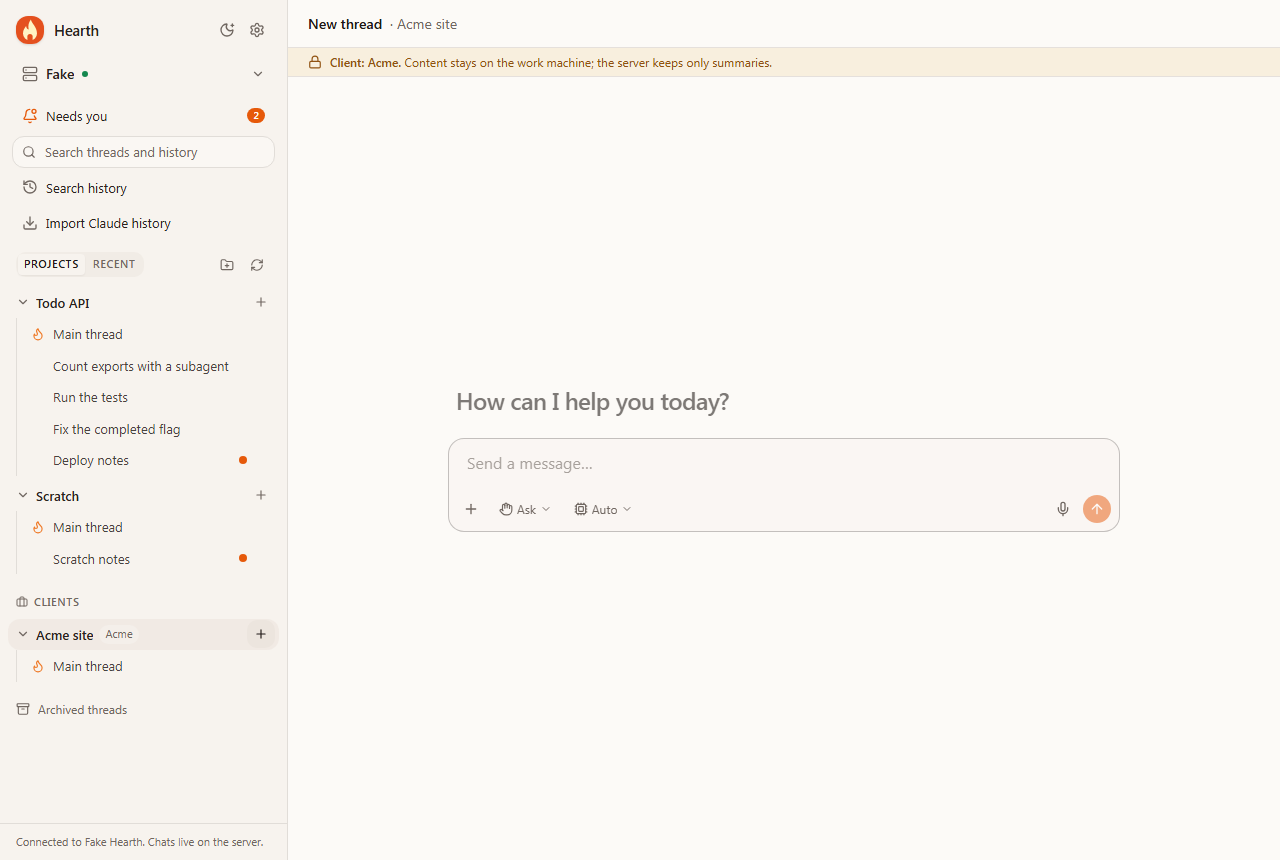 Hearth
Fake
Needs you
2
Search threads and history
Search history
Import Claude history
PROJECTS RECENT
Todo API
Main thread
Count exports with a subagent
Run the tests
Fix the completed flag
Deploy notes
Scratch
Main thread
Scratch notes
CLIENTS
Acme site Acme
Main thread
Archived threads
Connected to Fake Hearth. Chats live on the server.
New thread · Acme site
Client: Acme. Content stays on the work machine; the server keeps only summaries.
How can I help you today?
Send a message...
Ask Auto